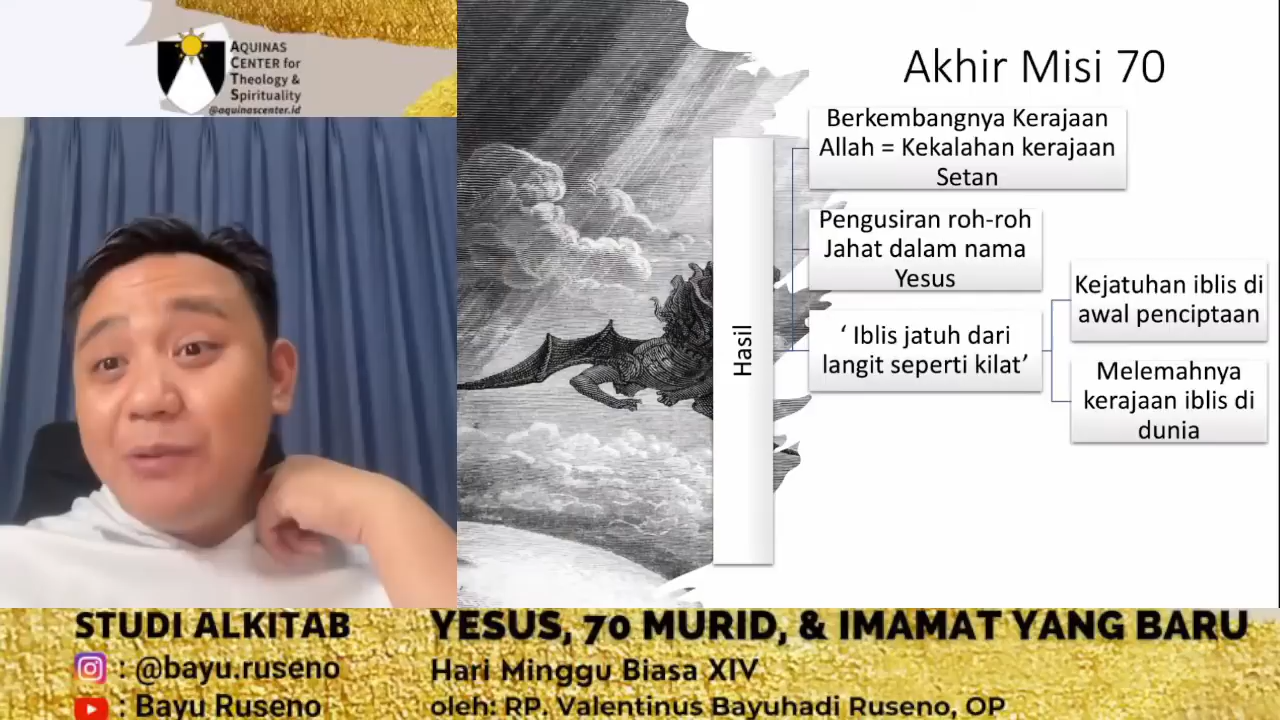 AQUINAS
CENTER for
Theology &
Spirituality
@aquinascenter.id
Akhir Misi 70
Berkembangnya Kerajaan
Allah = Kekalahan kerajaan
Setan
Pengusiran roh-roh
Jahat dalam nama
Yesus
Hasil
‘ Iblis jatuh dari
langit seperti kilat’
Kejatuhan iblis di
awal penciptaan
Melemahnya
kerajaan iblis di
dunia
STUDI ALKITAB
: @bayu.ruseno
: Bayu Ruseno
YESUS, 70 MURID, & IMAMAT YANG BARU
Hari Minggu Biasa XIV
oleh: RP. Valentinus Bayuhadi Ruseno, OP